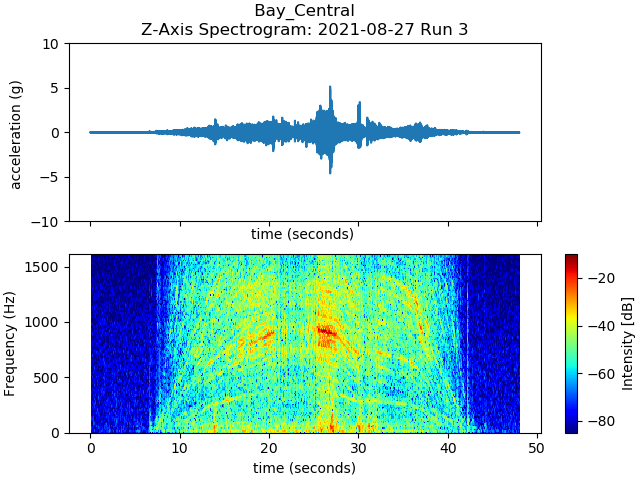 Bay_Central
Z-Axis Spectrogram: 2021-08-27 Run 3
10
5
0
−5
−10
acceleration (g)
time (seconds)
1500
1000
500
0
Frequency (Hz)
0 10 20 30 40 50
time (seconds)
−20
−40
−60
−80
Intensity [dB]